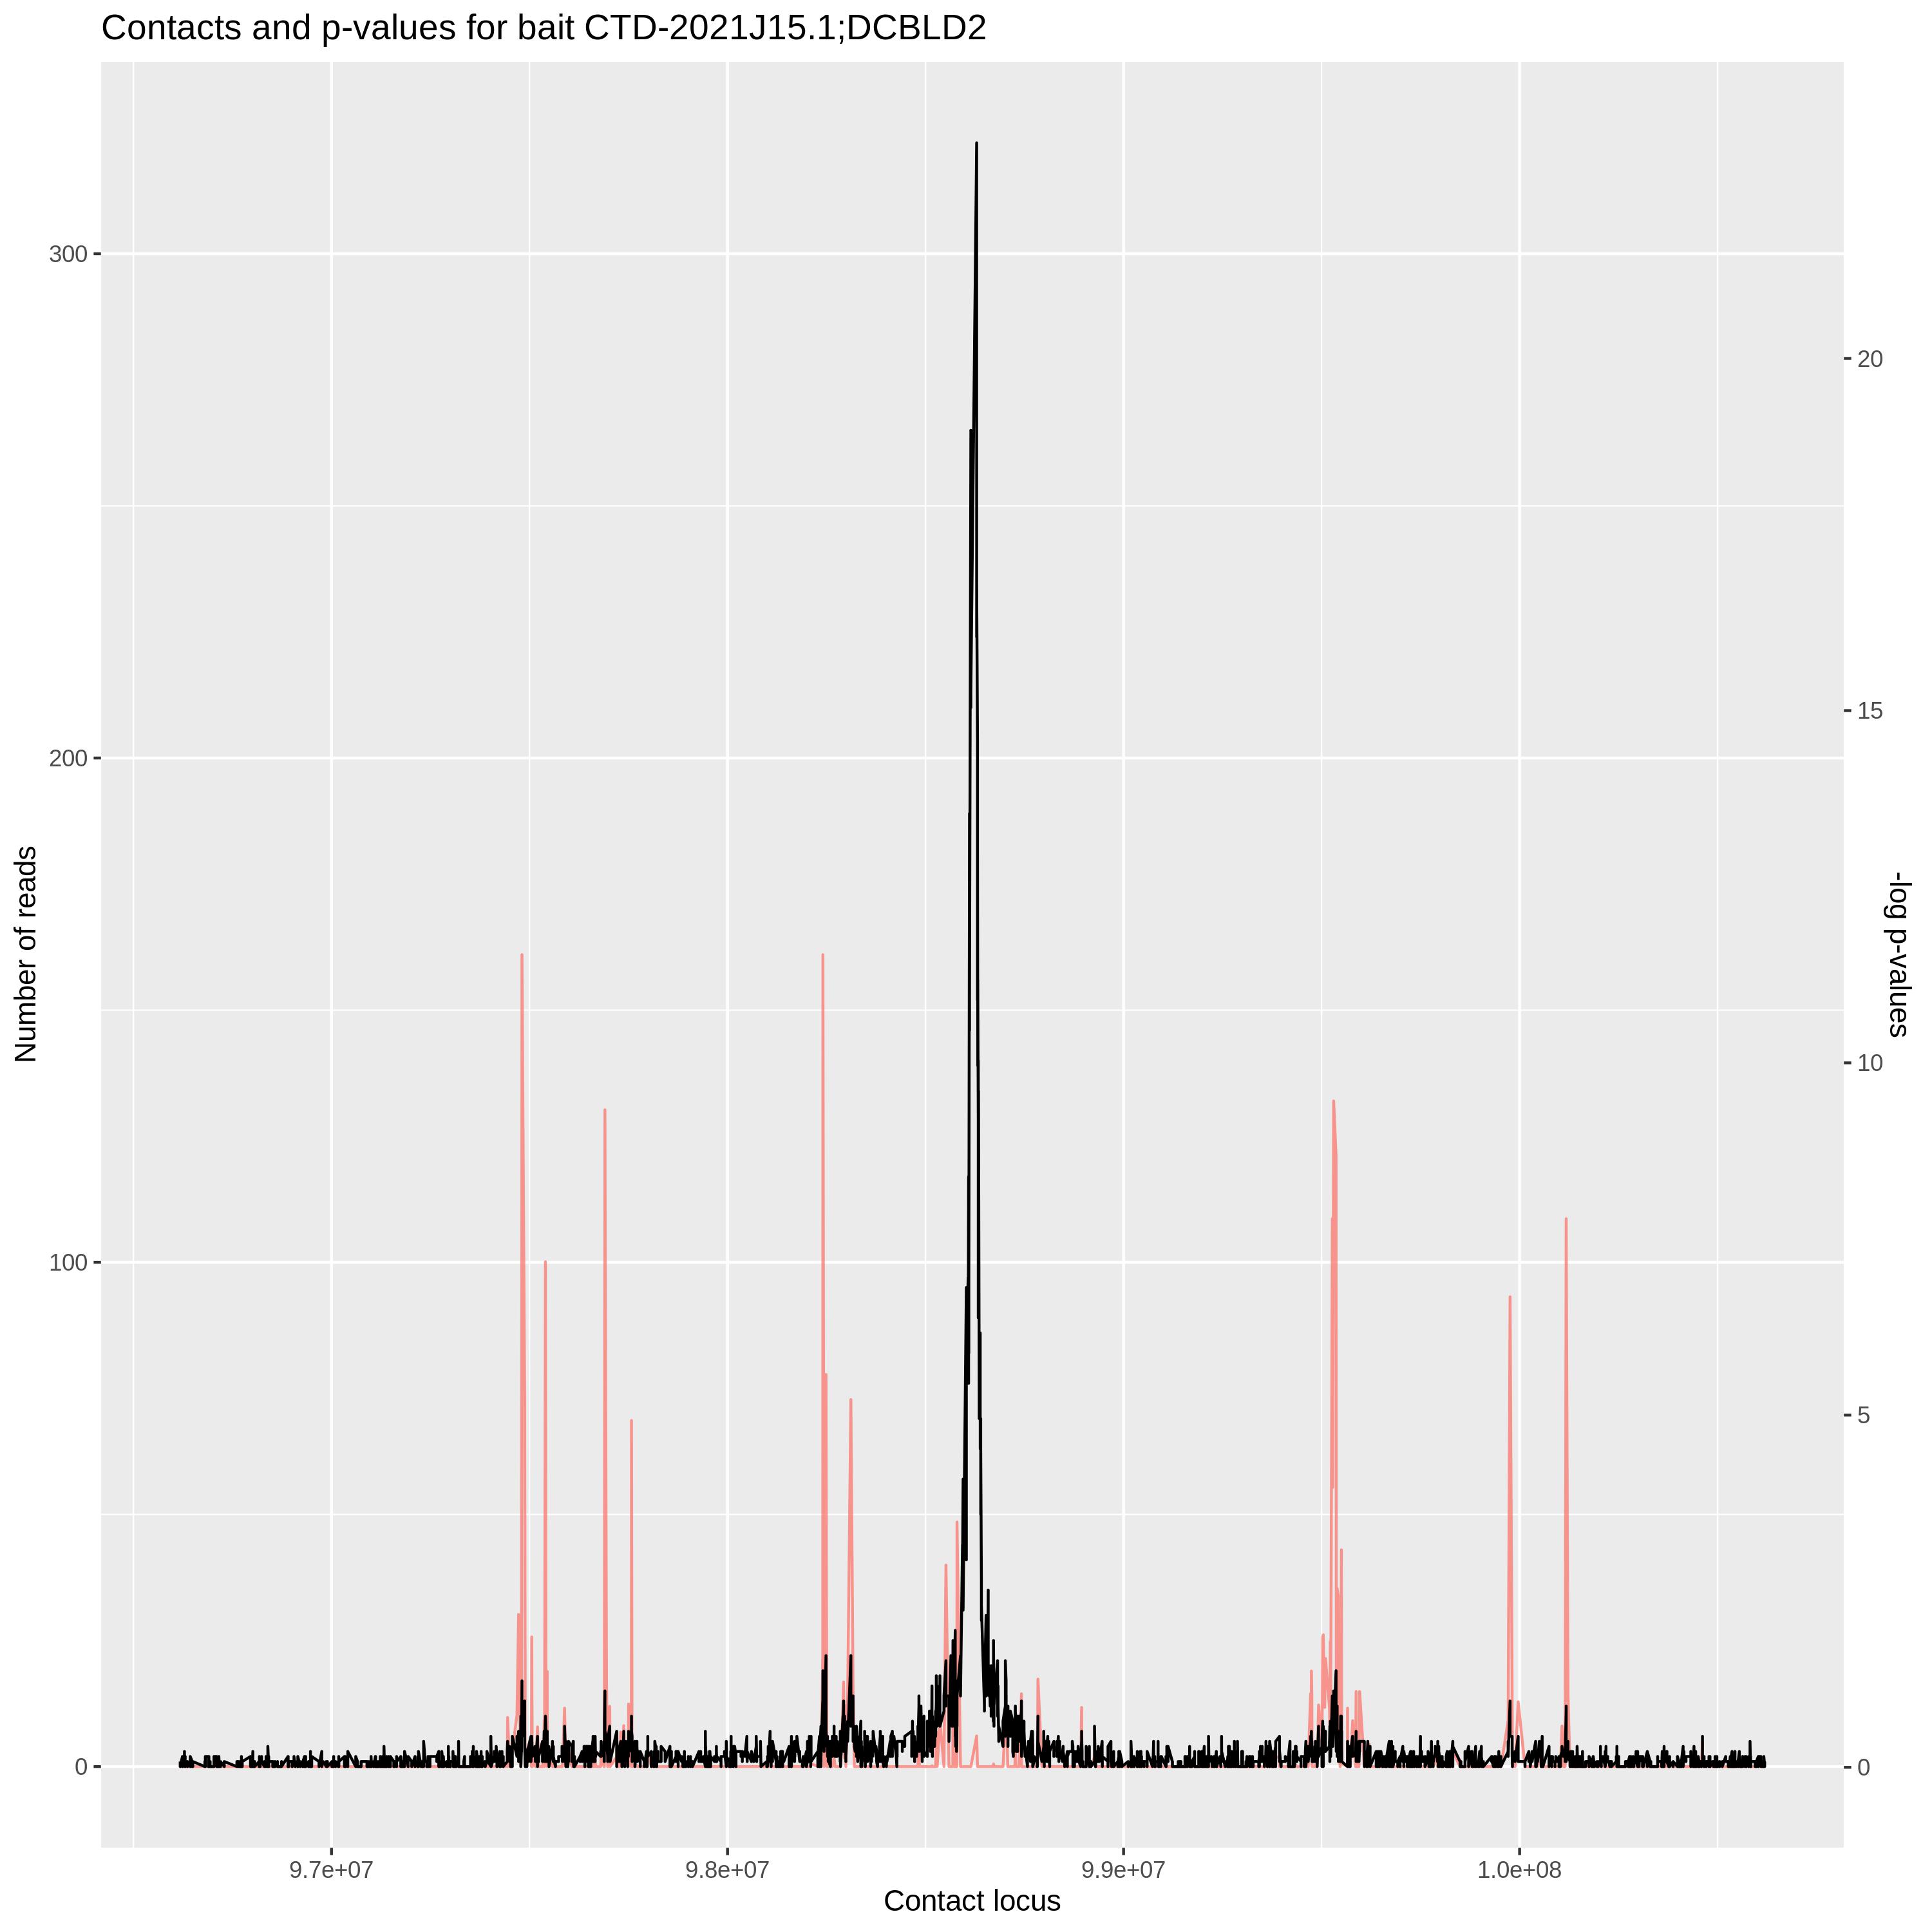 Contacts and p-values for bait CTD-2021J15.1;DCBLD2
300
200
100
0
Number of reads
20
15
10
5
0
-log p-values
9.7e+07
9.8e+07
9.9e+07
1.0e+08
Contact locus